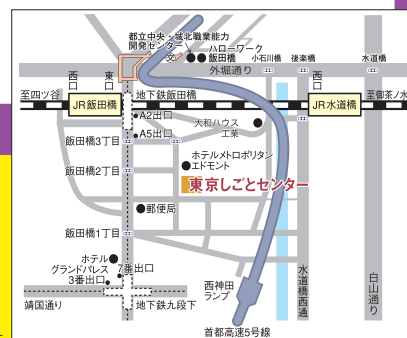 都立中央・城北職業能力
開発センター
ハローワーク
飯田橋
小石川橋
後楽橋
水道橋
外堀通り
至四ツ谷
西口
東口
JR飯田橋
地下鉄飯田橋
西口
JR水道橋
至御茶ノ水
A2出口
A5出口
大和ハウス
工業
飯田橋3丁目
ホテルメトロポリタン
エドモント
飯田橋2丁目
東京しごとセンター
郵便局
飯田橋1丁目
ホテル
グランドパレス
7番出口
3番出口
西神田
ランプ
水道橋西通
白山通り
靖国通り
地下鉄九段下
首都高速5号線